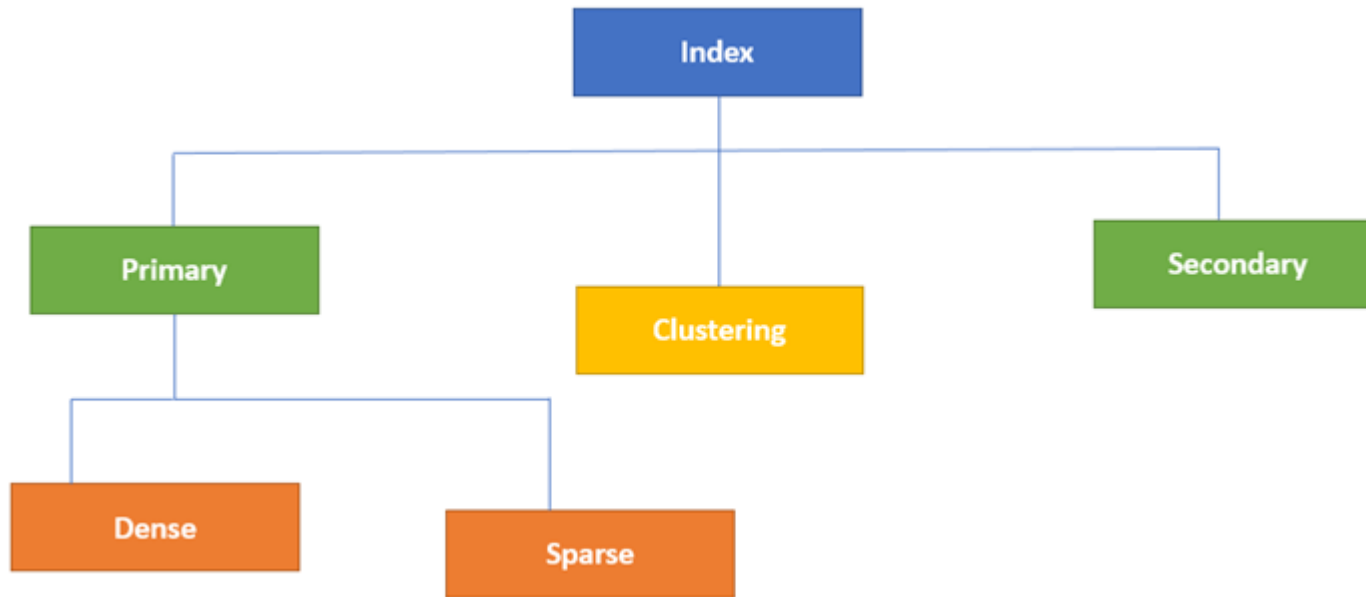 Index
Primary
Secondary
Clustering
Dense
Sparse